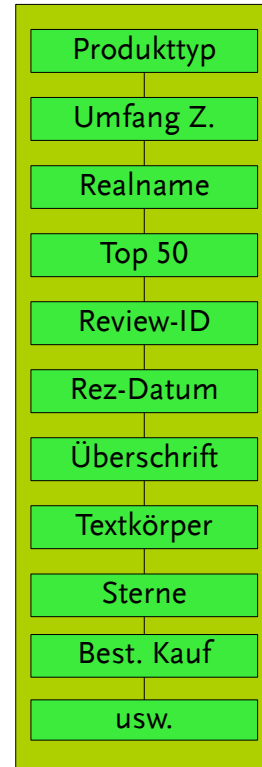 Produkttyp
Umfang Z.
Realname
Top 50
Review-ID
Rez-Datum
Überschrift
Textkörper
Sterne
Best. Kauf
usw.